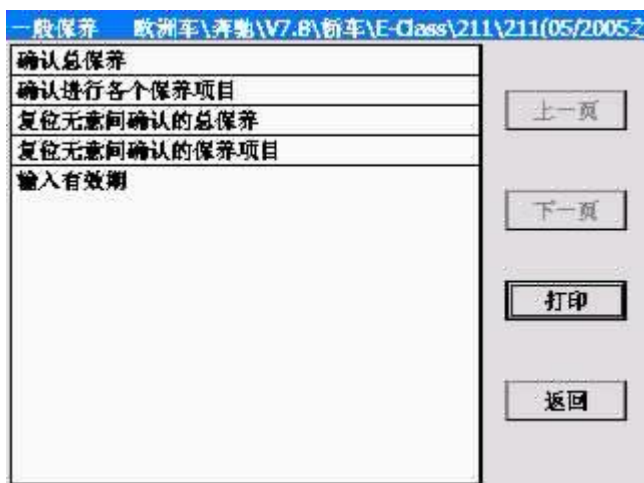 一般保养 欧洲车\奔驰\V7.8\轿车\E-Class\211\211(05/2005之
确认总保养
确认进行各个保养项目
复位无意间确认的总保养
复位无意间确认的保养项目
输入有效期
上一页
下一页
打印
返回